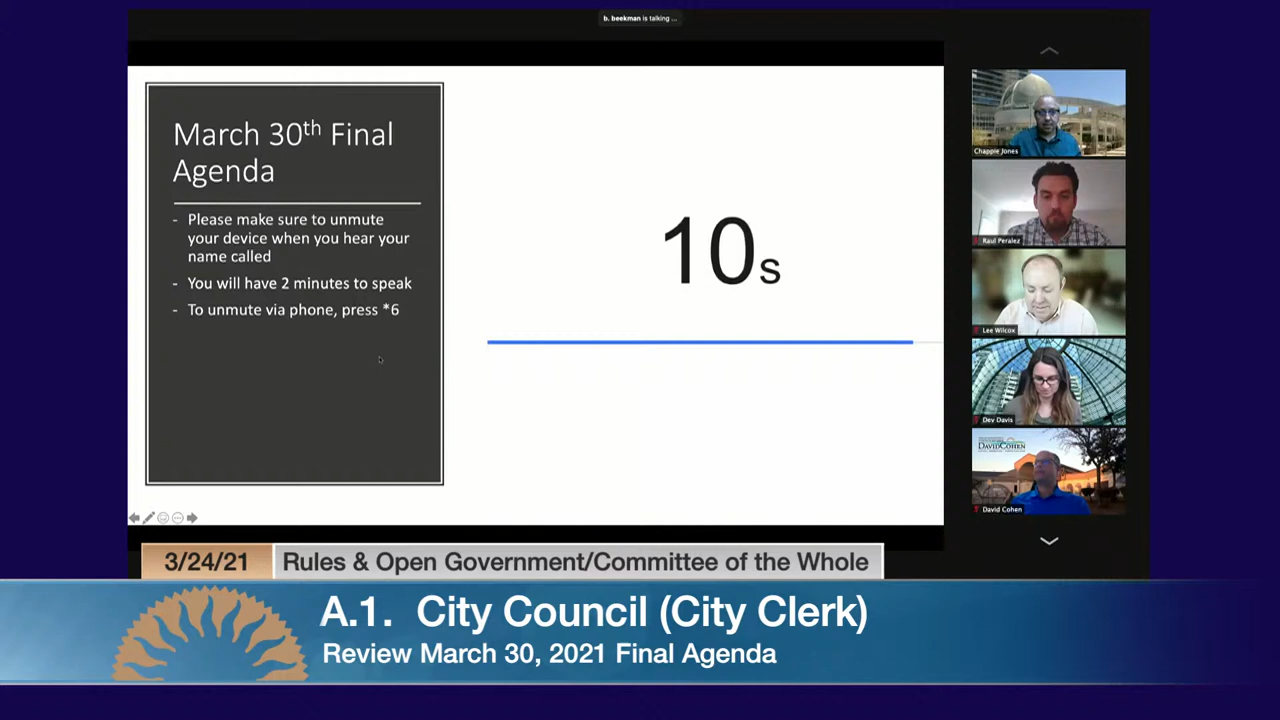 b. beekman is talking ...
March 30th Final
Agenda
- Please make sure to unmute
your device when you hear your
name called
- You will have 2 minutes to speak
- To unmute via phone, press *6
10s
Chappie Jones
Raul Peralez
Lee Wilcox
Dev Davis
DAVID COHEN
David Cohen
3/24/21
Rules & Open Government/Committee of the Whole
A.1. City Council (City Clerk)
Review March 30, 2021 Final Agenda